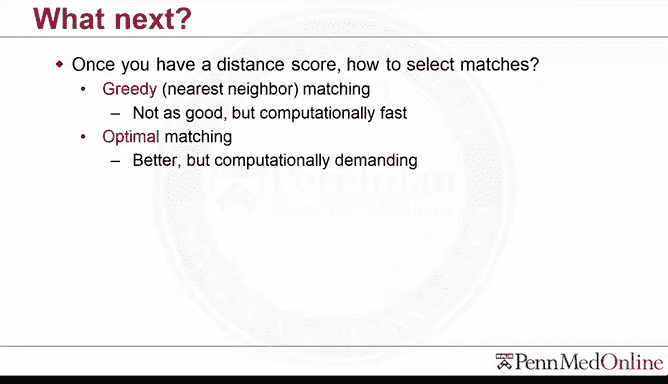 What next?
Once you have a distance score, how to select matches?
Greedy (nearest neighbor) matching
– Not as good, but computationally fast
Optimal matching
– Better, but computationally demanding
Perelman
PennMedOnline